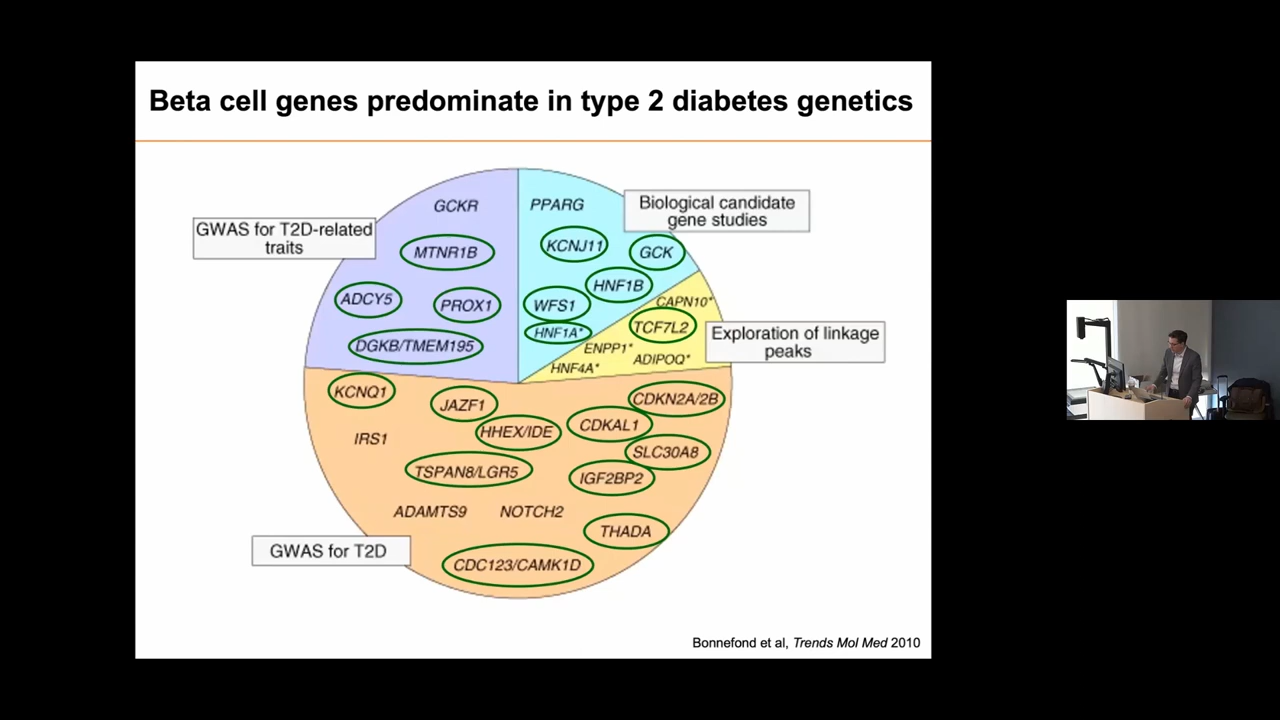 Beta cell genes predominate in type 2 diabetes genetics
GWAS for T2D-related
traits
GCKR
MTNR1B
ADCY5
PROX1
DGKB/TMEM195
Biological candidate
gene studies
PPARG
KCNJ11
GCK
HNF1B
WFS1
HNF1A*
Exploration of linkage
peaks
CAPN10*
TCF7L2
ENPP1*
ADIPOQ*
HNF4A*
GWAS for T2D
KCNQ1
JAZF1
CDKN2A/2B
HHEX/IDE
CDKAL1
IRS1
SLC30A8
TSPAN8/LGR5
IGF2BP2
ADAMTS9
NOTCH2
THADA
CDC123/CAMK1D
Bonnefond et al, Trends Mol Med 2010